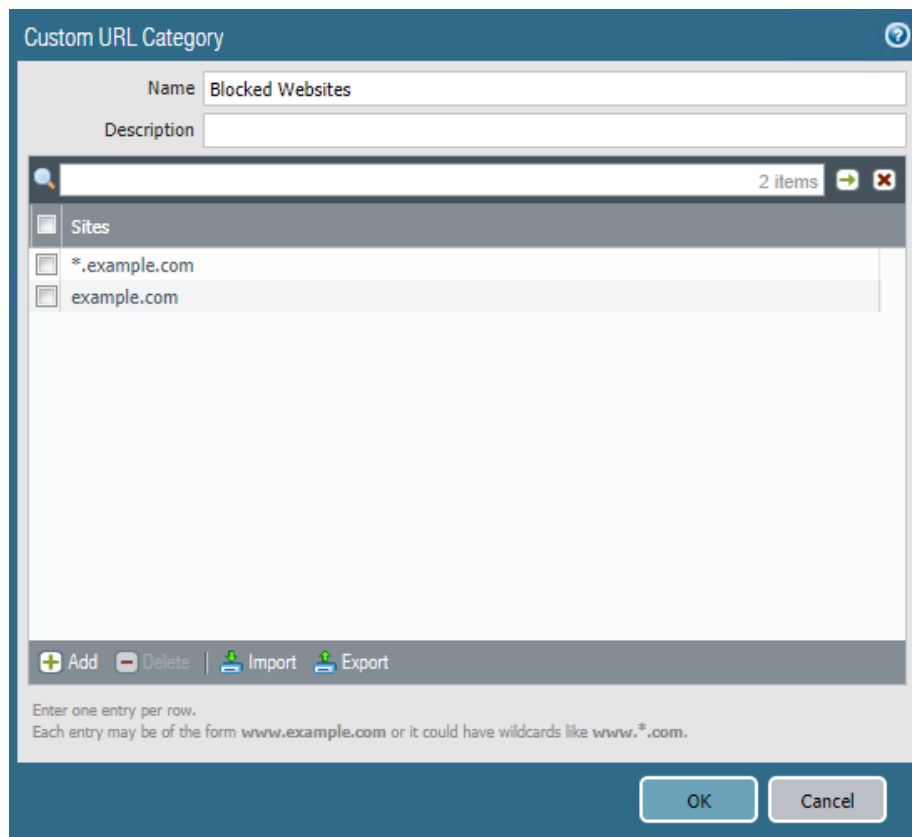 Custom URL Category
Name Blocked Websites
Description
2 items
Sites
*.example.com
example.com
Add Delete Import Export
Enter one entry per row.
Each entry may be of the form www.example.com or it could have wildcards like www.*.com.
OK Cancel